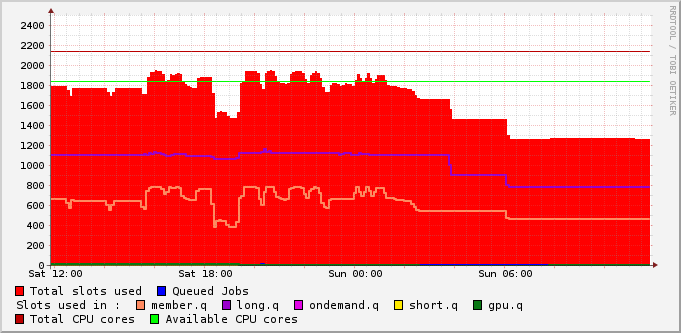 RRDTOOL / TOBI OETIKER
2400
2200
2000
1800
1600
1400
1200
1000
800
600
400
200
0
Sat 12:00 Sat 18:00 Sun 00:00 Sun 06:00
Total slots used Queued Jobs
Slots used in : member.q long.q ondemand.q short.q gpu.q
Total CPU cores Available CPU cores